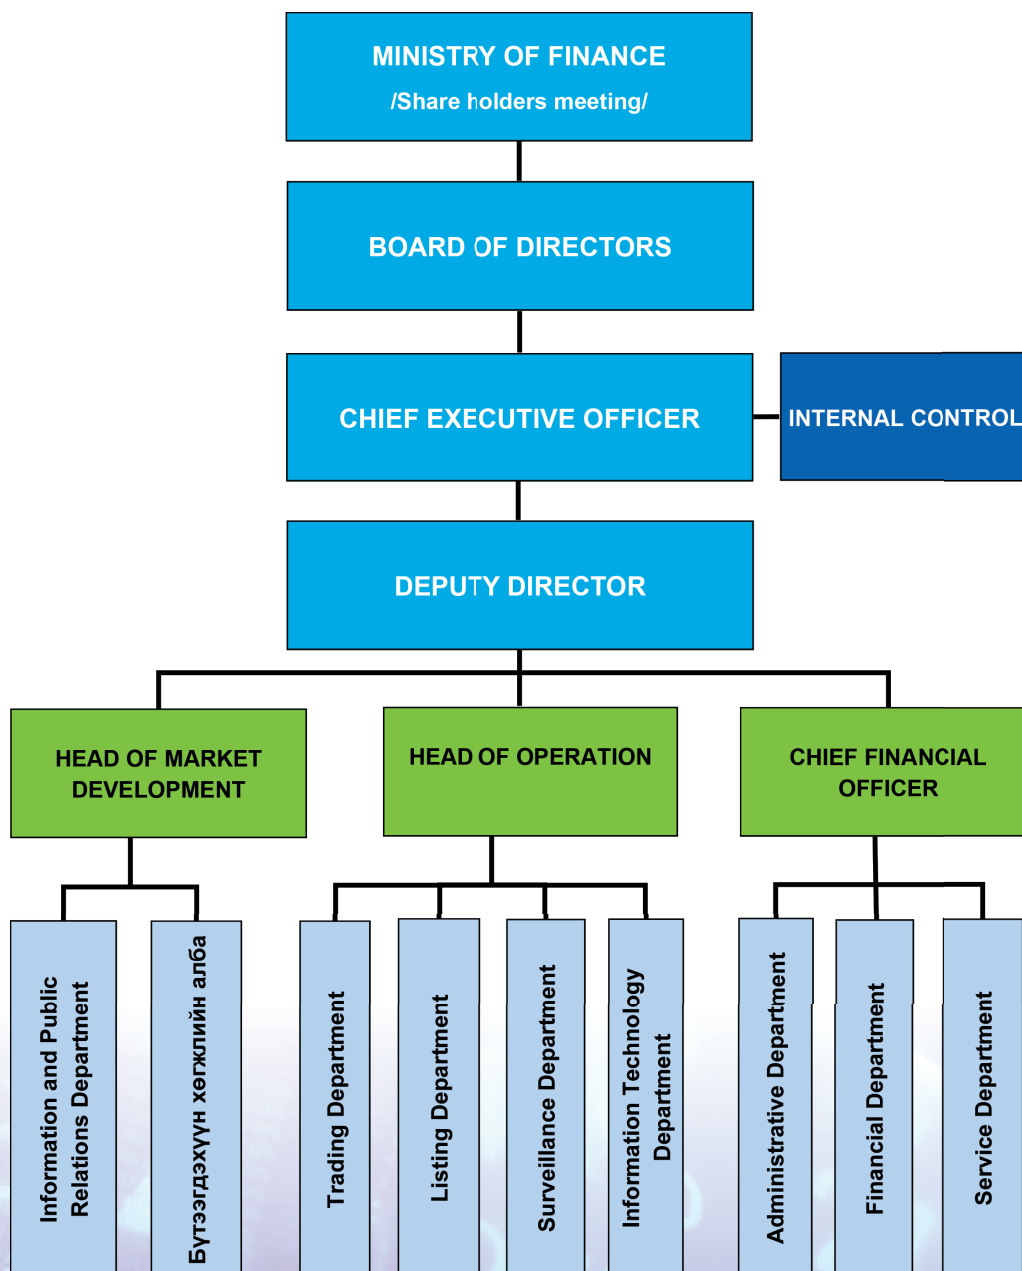 MINISTRY OF FINANCE
/Share holders meeting/
BOARD OF DIRECTORS
CHIEF EXECUTIVE OFFICER
INTERNAL CONTROL
DEPUTY DIRECTOR
HEAD OF MARKET
DEVELOPMENT
HEAD OF OPERATION
CHIEF FINANCIAL
OFFICER
Information and Public
Relations Department
Бүтээгдэхүүн хөгжлийн алба
Trading Department
Listing Department
Surveillance Department
Information Technology
Department
Administrative Department
Financial Department
Service Department